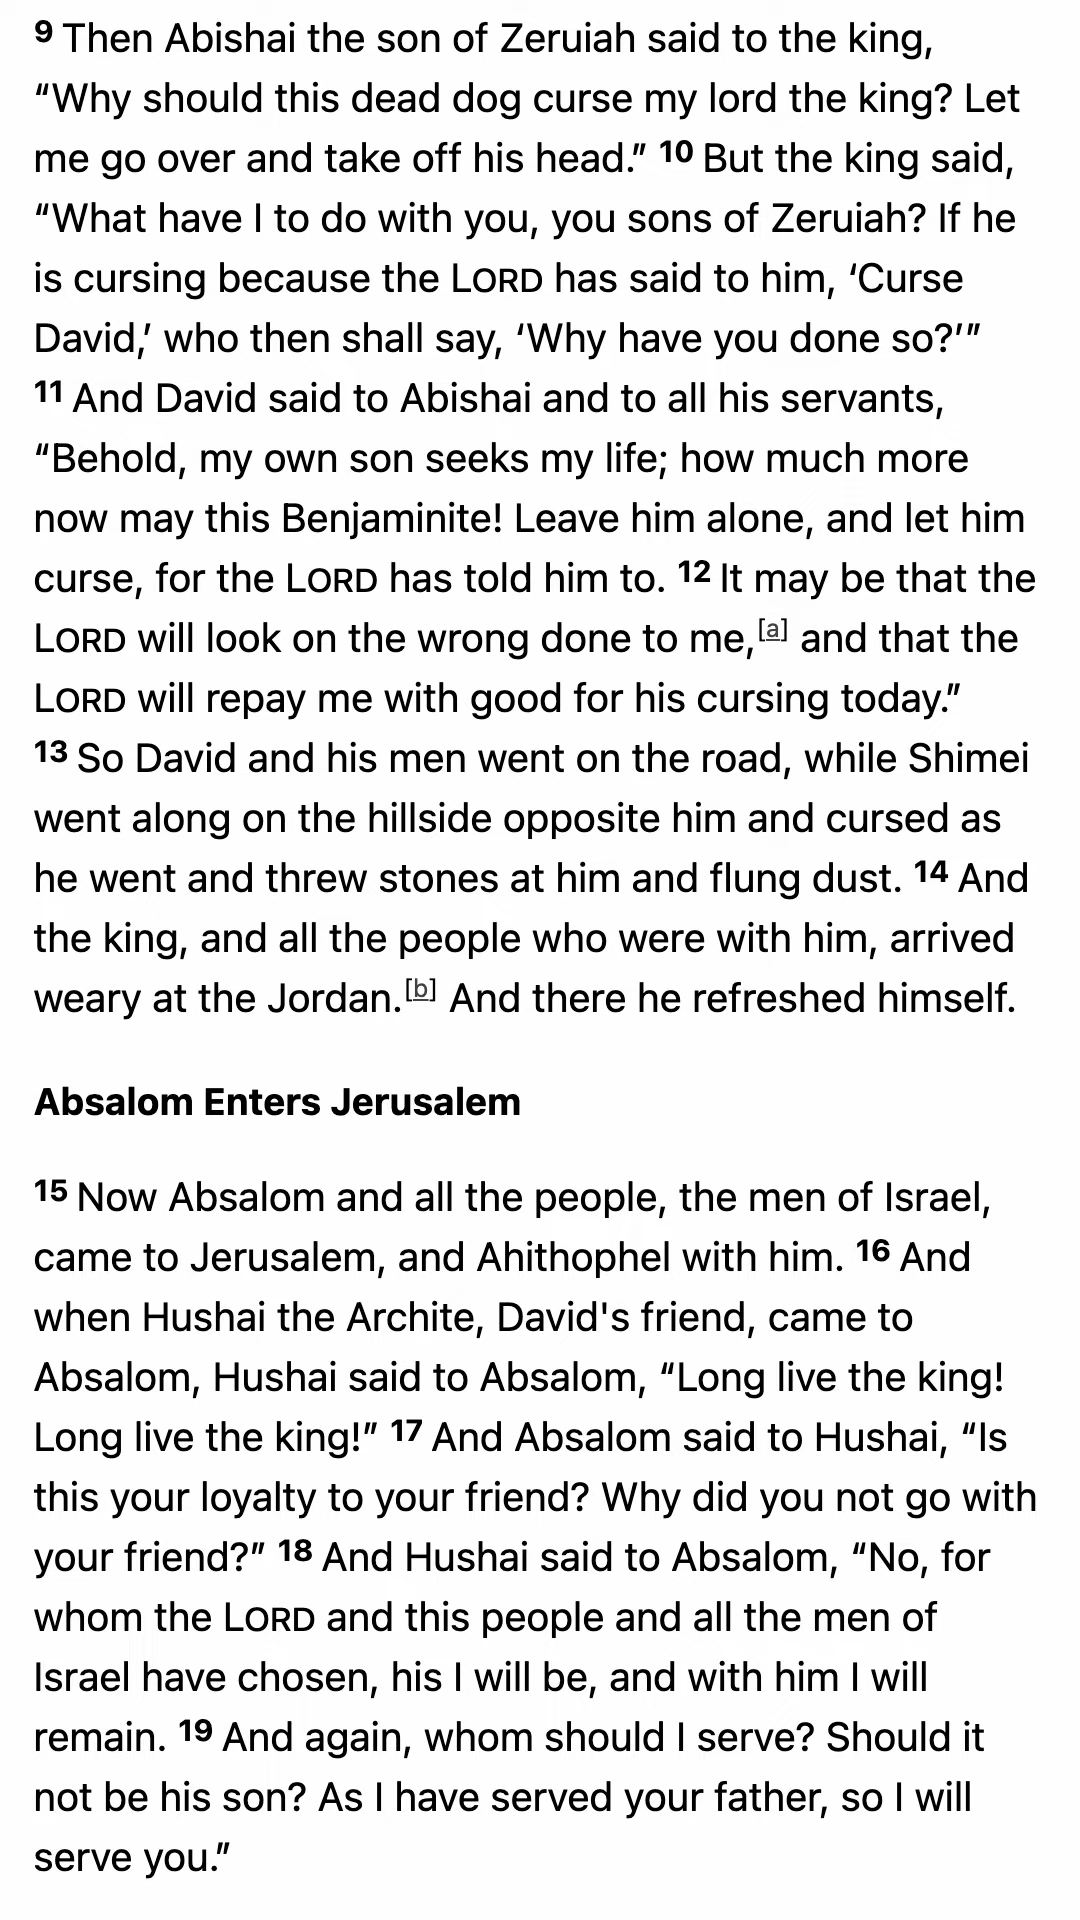 9 Then Abishai the son of Zeruiah said to the king,
“Why should this dead dog curse my lord the king? Let
me go over and take off his head.” 10 But the king said,
“What have I to do with you, you sons of Zeruiah? If he
is cursing because the LORD has said to him, ‘Curse
David,’ who then shall say, ‘Why have you done so?’”
11 And David said to Abishai and to all his servants,
“Behold, my own son seeks my life; how much more
now may this Benjaminite! Leave him alone, and let him
curse, for the LORD has told him to. 12 It may be that the
LORD will look on the wrong done to me,[a] and that the
LORD will repay me with good for his cursing today.”
13 So David and his men went on the road, while Shimei
went along on the hillside opposite him and cursed as
he went and threw stones at him and flung dust. 14 And
the king, and all the people who were with him, arrived
weary at the Jordan.[b] And there he refreshed himself.
Absalom Enters Jerusalem
15 Now Absalom and all the people, the men of Israel,
came to Jerusalem, and Ahithophel with him. 16 And
when Hushai the Archite, David's friend, came to
Absalom, Hushai said to Absalom, “Long live the king!
Long live the king!” 17 And Absalom said to Hushai, “Is
this your loyalty to your friend? Why did you not go with
your friend?” 18 And Hushai said to Absalom, “No, for
whom the LORD and this people and all the men of
Israel have chosen, his I will be, and with him I will
remain. 19 And again, whom should I serve? Should it
not be his son? As I have served your father, so I will
serve you.”